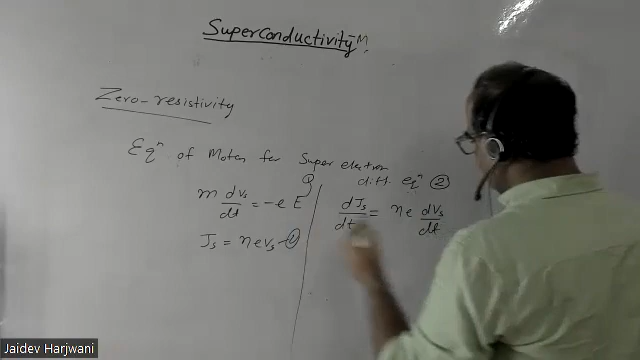 Superconductivity
Zero-resistivity
Eqⁿ of Motion for Super electron
m dvs/dt = -e E ①
Js = nevs -②
diff. eqⁿ ②
dJs/dt = ne dvs/dt
Jaidev Harjwani